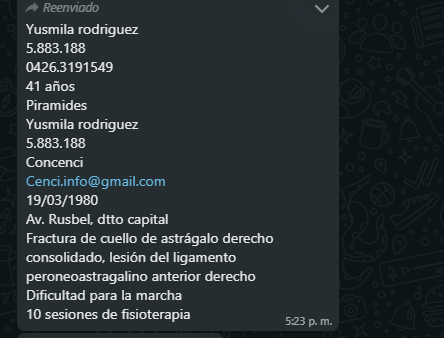 Reenviado
Yusmila rodriguez
5.883.188
0426.3191549
41 años
Piramides
Yusmila rodriguez
5.883.188
Concenci
Cenci.info@gmail.com
19/03/1980
Av. Rusbel, dtto capital
Fractura de cuello de astrágalo derecho
consolidado, lesión del ligamento
peroneoastragalino anterior derecho
Dificultad para la marcha
10 sesiones de fisioterapia
5:23 p. m.